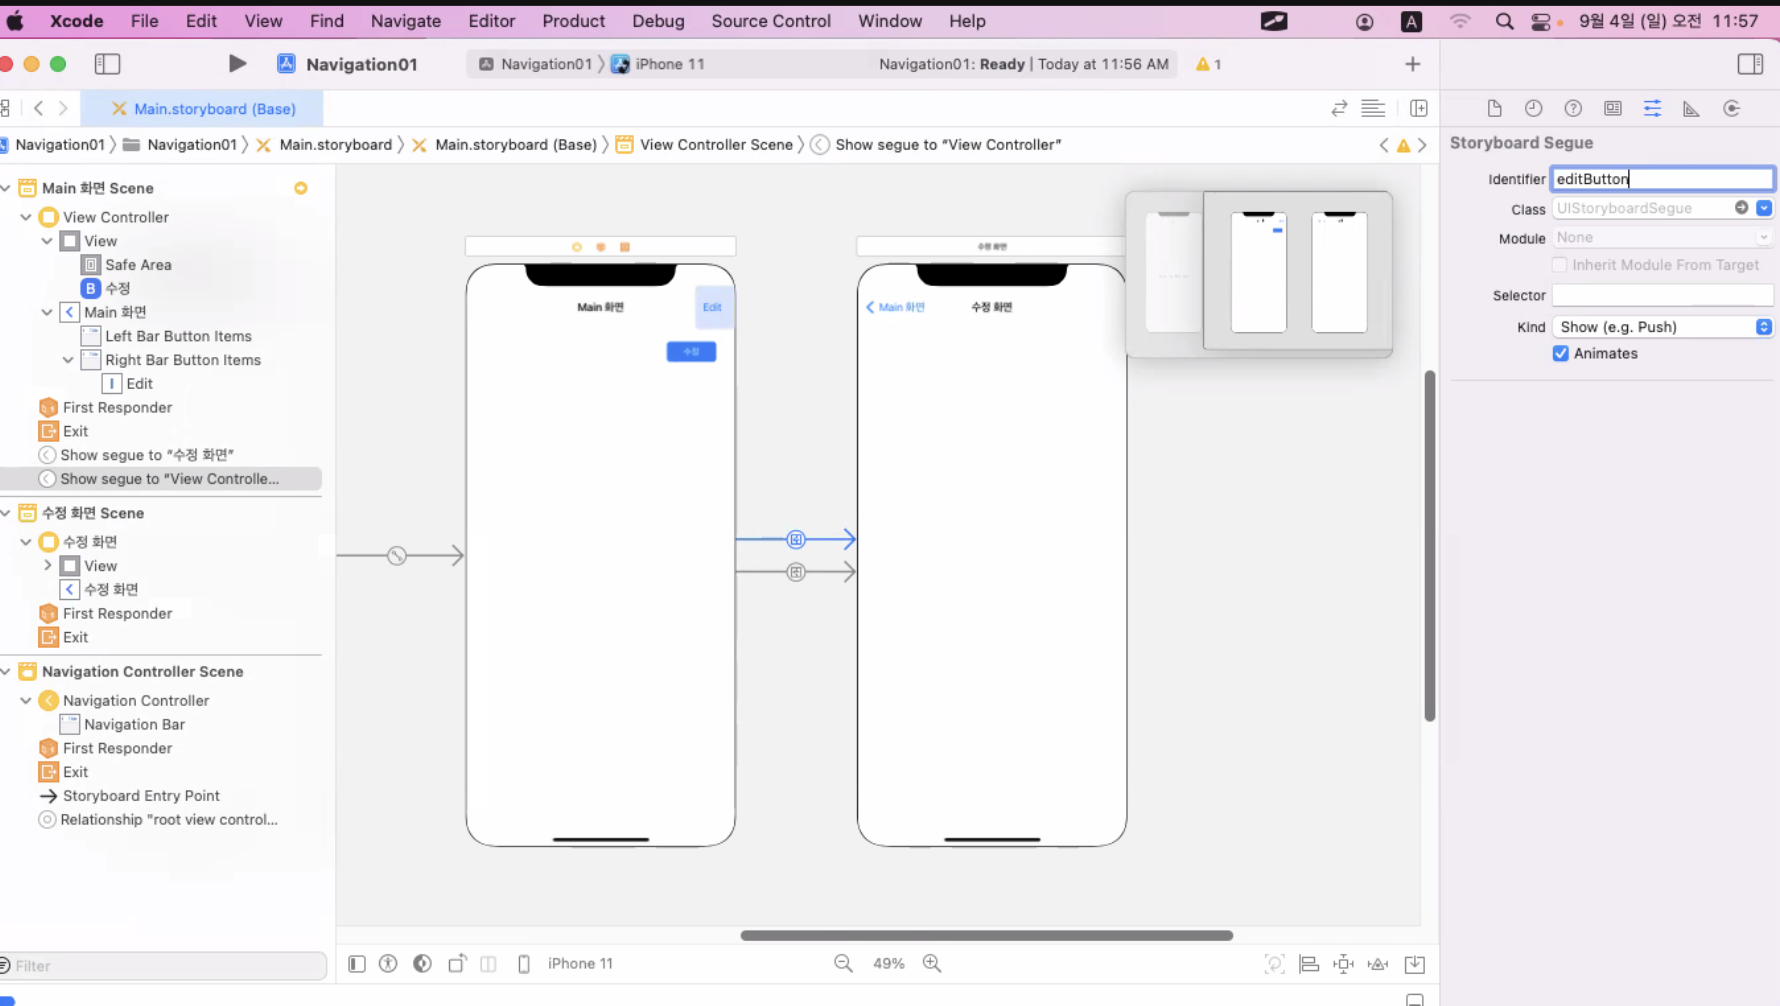 Xcode File Edit View Find Navigate Editor Product Debug Source Control Window Help A 9월 4일 (일) 오전 11:57
Navigation01 Navigation01 iPhone 11 Navigation01: Ready | Today at 11:56 AM 1
Main.storyboard (Base)
Navigation01 Navigation01 Main.storyboard Main.storyboard (Base) View Controller Scene Show segue to "View Controller"
Main 화면 Scene
View Controller
View
Safe Area
B 수정
Main 화면
Left Bar Button Items
Right Bar Button Items
Edit
First Responder
Exit
Show segue to "수정 화면"
Show segue to "View Controlle...
수정 화면 Scene
수정 화면
View
수정 화면
First Responder
Exit
Navigation Controller Scene
Navigation Controller
Navigation Bar
First Responder
Exit
Storyboard Entry Point
Relationship "root view control...
Filter
Main 화면 Edit
수정
수정 화면
Main 화면 수정 화면
iPhone 11 49%
Storyboard Segue
Identifier editButton
Class UIStoryboardSegue
Module None
Inherit Module From Target
Selector
Kind Show (e.g. Push)
Animates